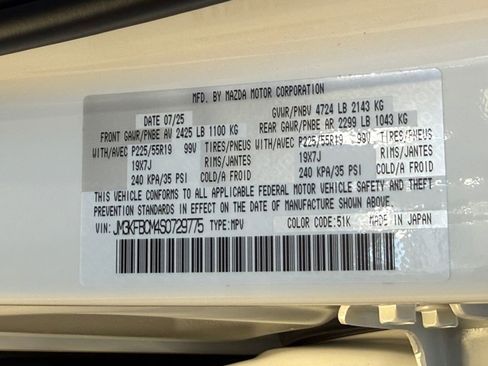 MFD. BY MAZDA MOTOR CORPORATION
DATE 07/25 GVWR/PNBV 4724 LB 2143 KG
FRONT GAWR/PNBE AV 2425 LB 1100 KG REAR GAWR/PNBE AR 2299 LB 1043 KG
WITH/AVEC P225/55R19 99V TIRES/PNEUS WITH/AVEC P225/55R19 99V TIRES/PNEUS
19X7J RIMS/JANTES 19X7J RIMS/JANTES
240 KPA/35 PSI COLD/A FROID 240 KPA/35 PSI COLD/A FROID
THIS VEHICLE CONFORMS TO ALL APPLICABLE FEDERAL MOTOR VEHICLE SAFETY AND THEFT
PREVENTION STANDARDS IN EFFECT ON THE DATE OF MANUFACTURE SHOWN ABOVE.
VIN: JM3KFBCM4S0729775 TYPE:MPV COLOR CODE:51K MADE IN JAPAN